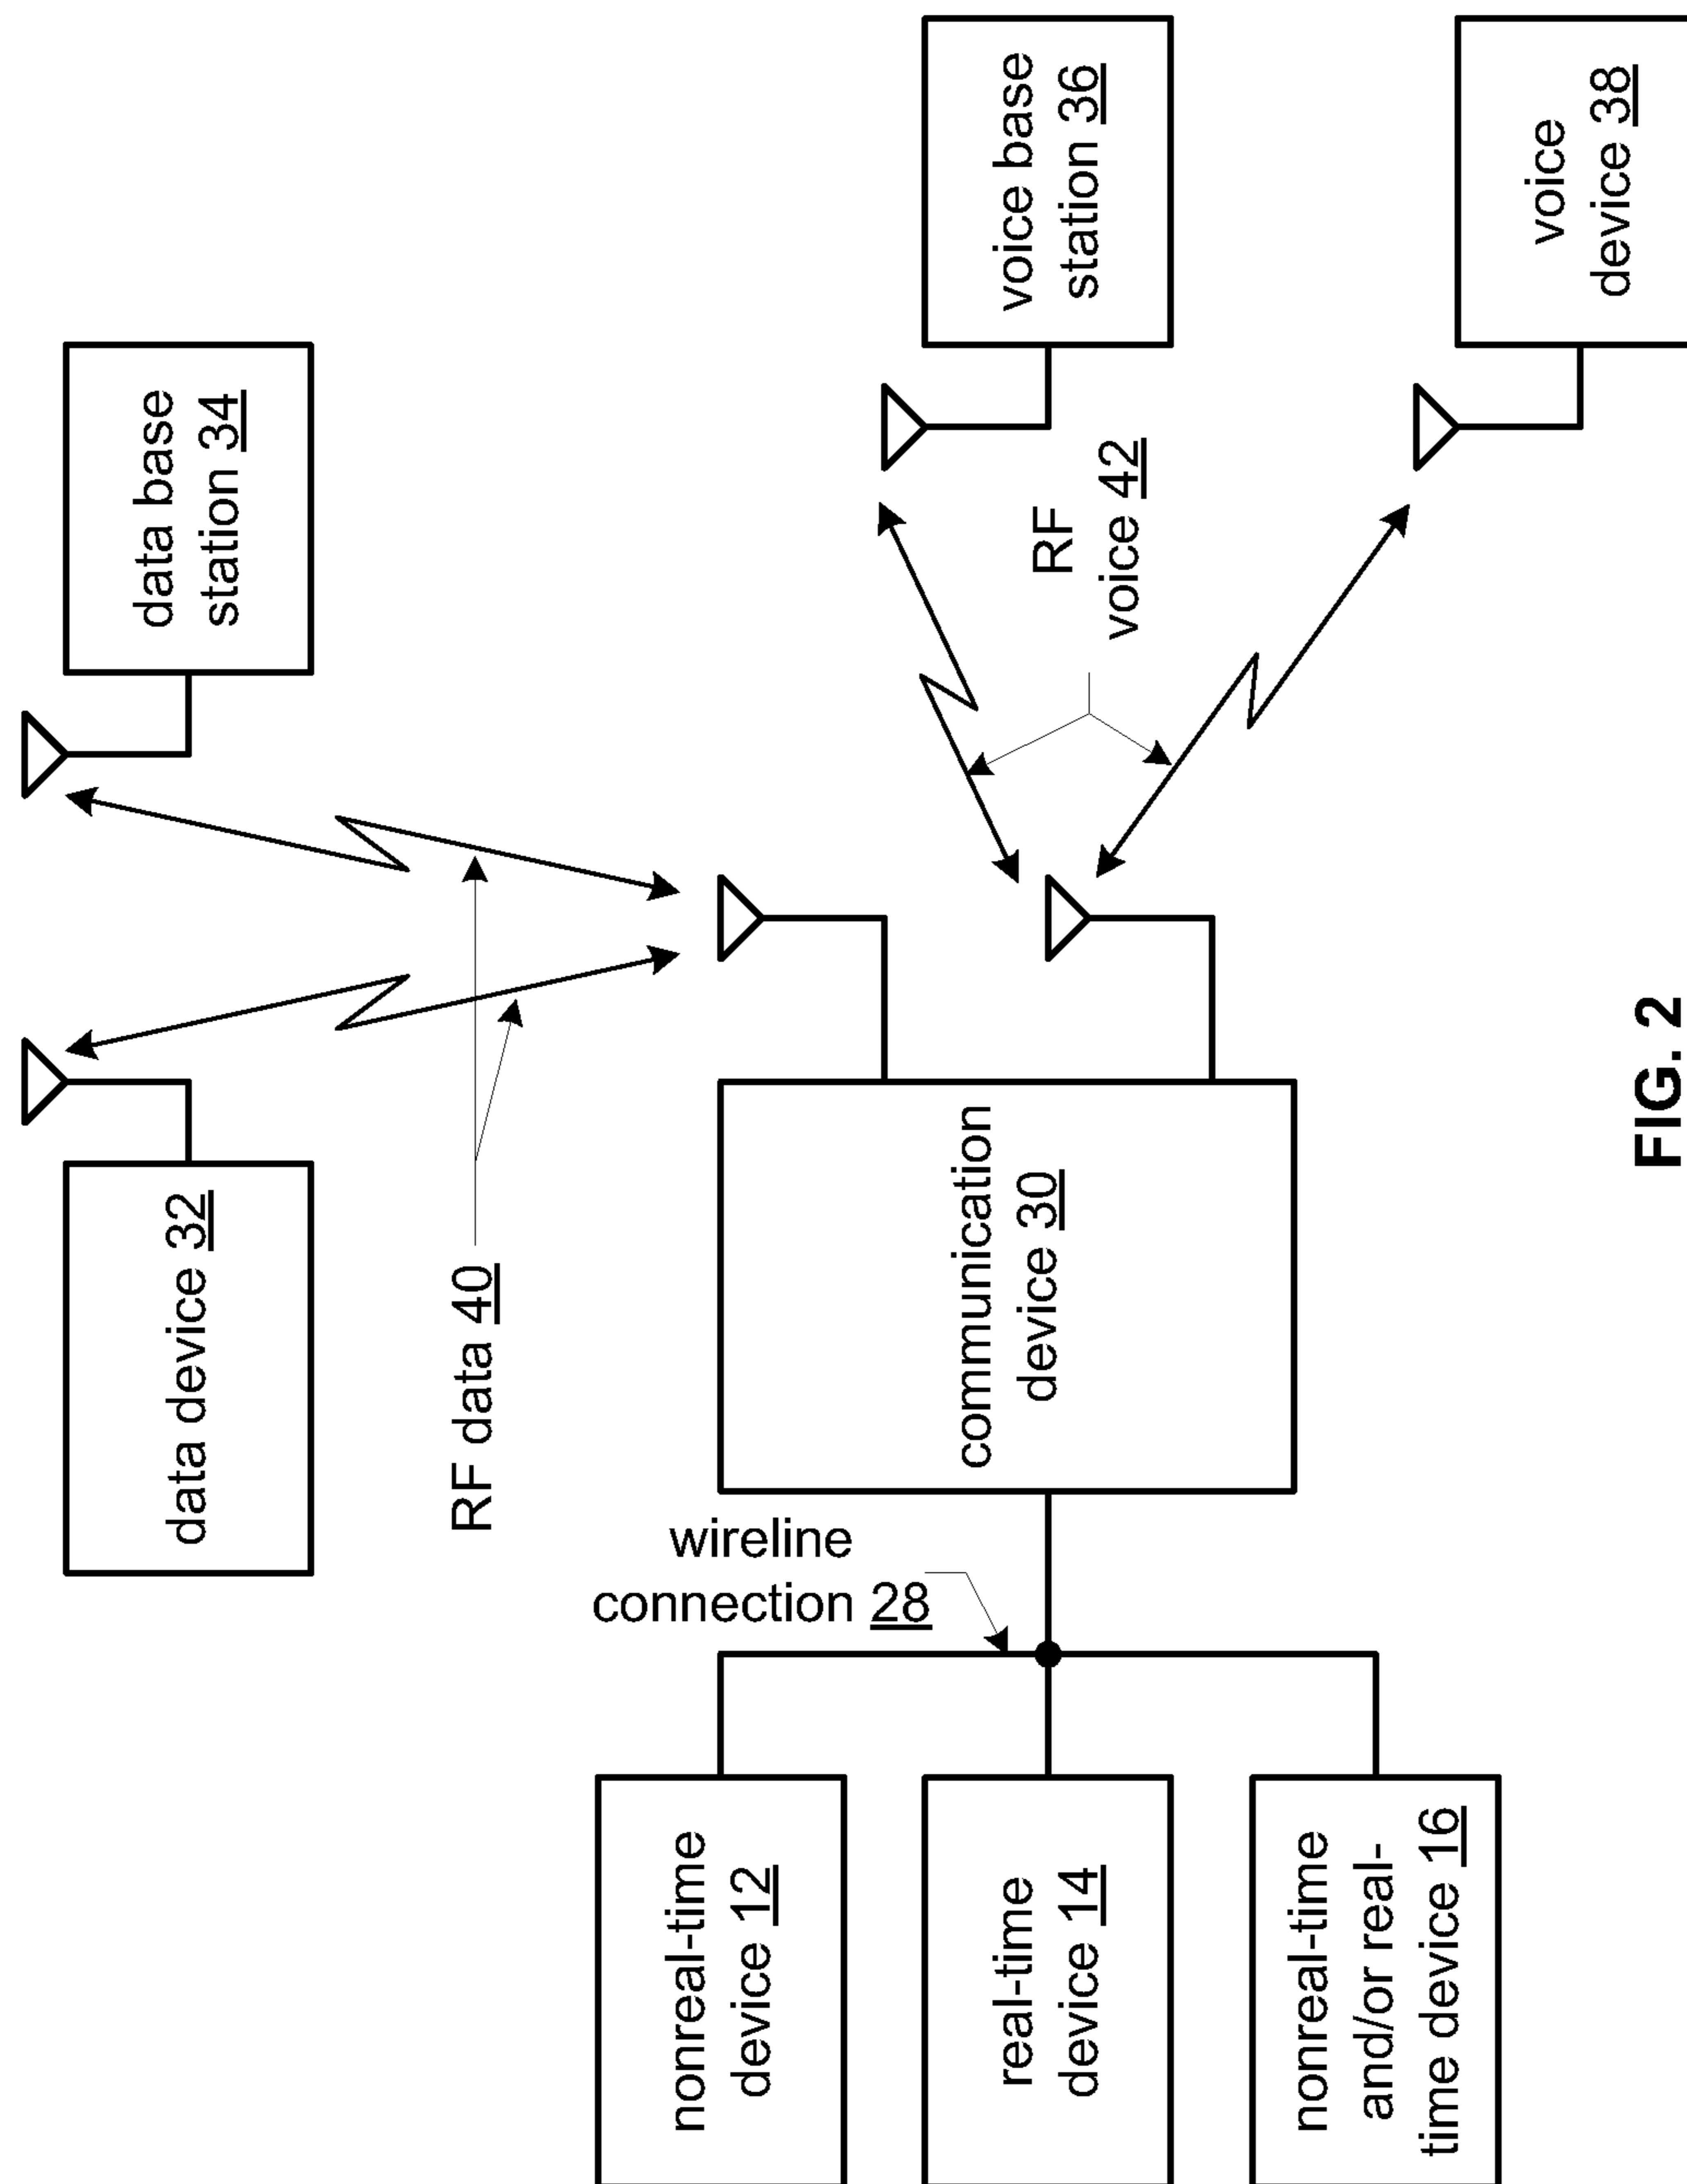 data device 32
data base
station 34
RF data 40
wireline
connection 28
nonreal-time
device 12
communication
device 30
voice base
station 36
RF
voice 42
real-time
device 14
nonreal-time
and/or real-
time device 16
voice
device 38
FIG. 2